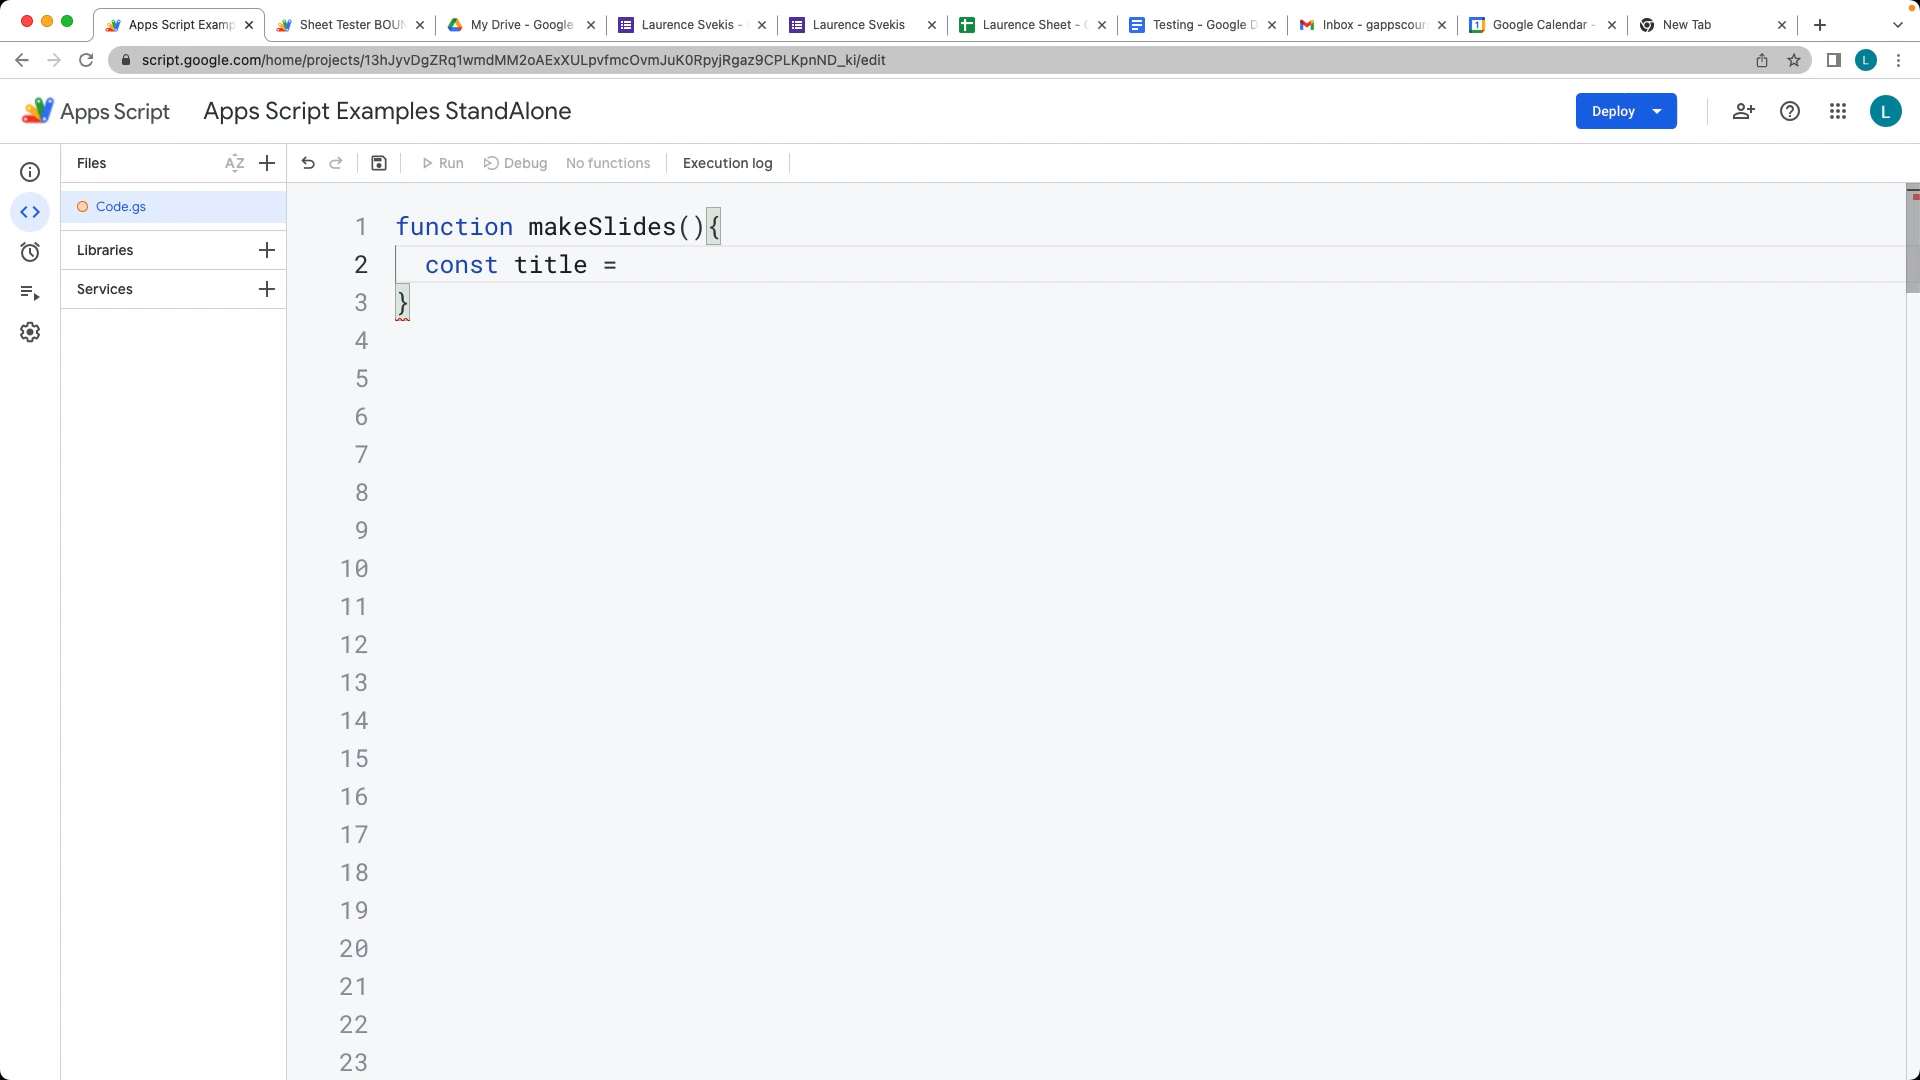 Apps Script Examp
Sheet Tester BOUN
My Drive - Google
Laurence Svekis -
Laurence Svekis
Laurence Sheet -
Testing - Google D
Inbox - gappscour
Google Calendar -
New Tab
script.google.com/home/projects/13hJyvDgZRq1wmdMM2oAExXULpvfmcOvmJuK0RpyjRgaz9CPLKpnND_ki/edit
L
Apps Script
Apps Script Examples StandAlone
Deploy
L
Files
AZ
Run
Debug
No functions
Execution log
Code.gs
Libraries
Services
1 function makeSlides(){
2 const title =
3 }
4
5
6
7
8
9
10
11
12
13
14
15
16
17
18
19
20
21
22
23